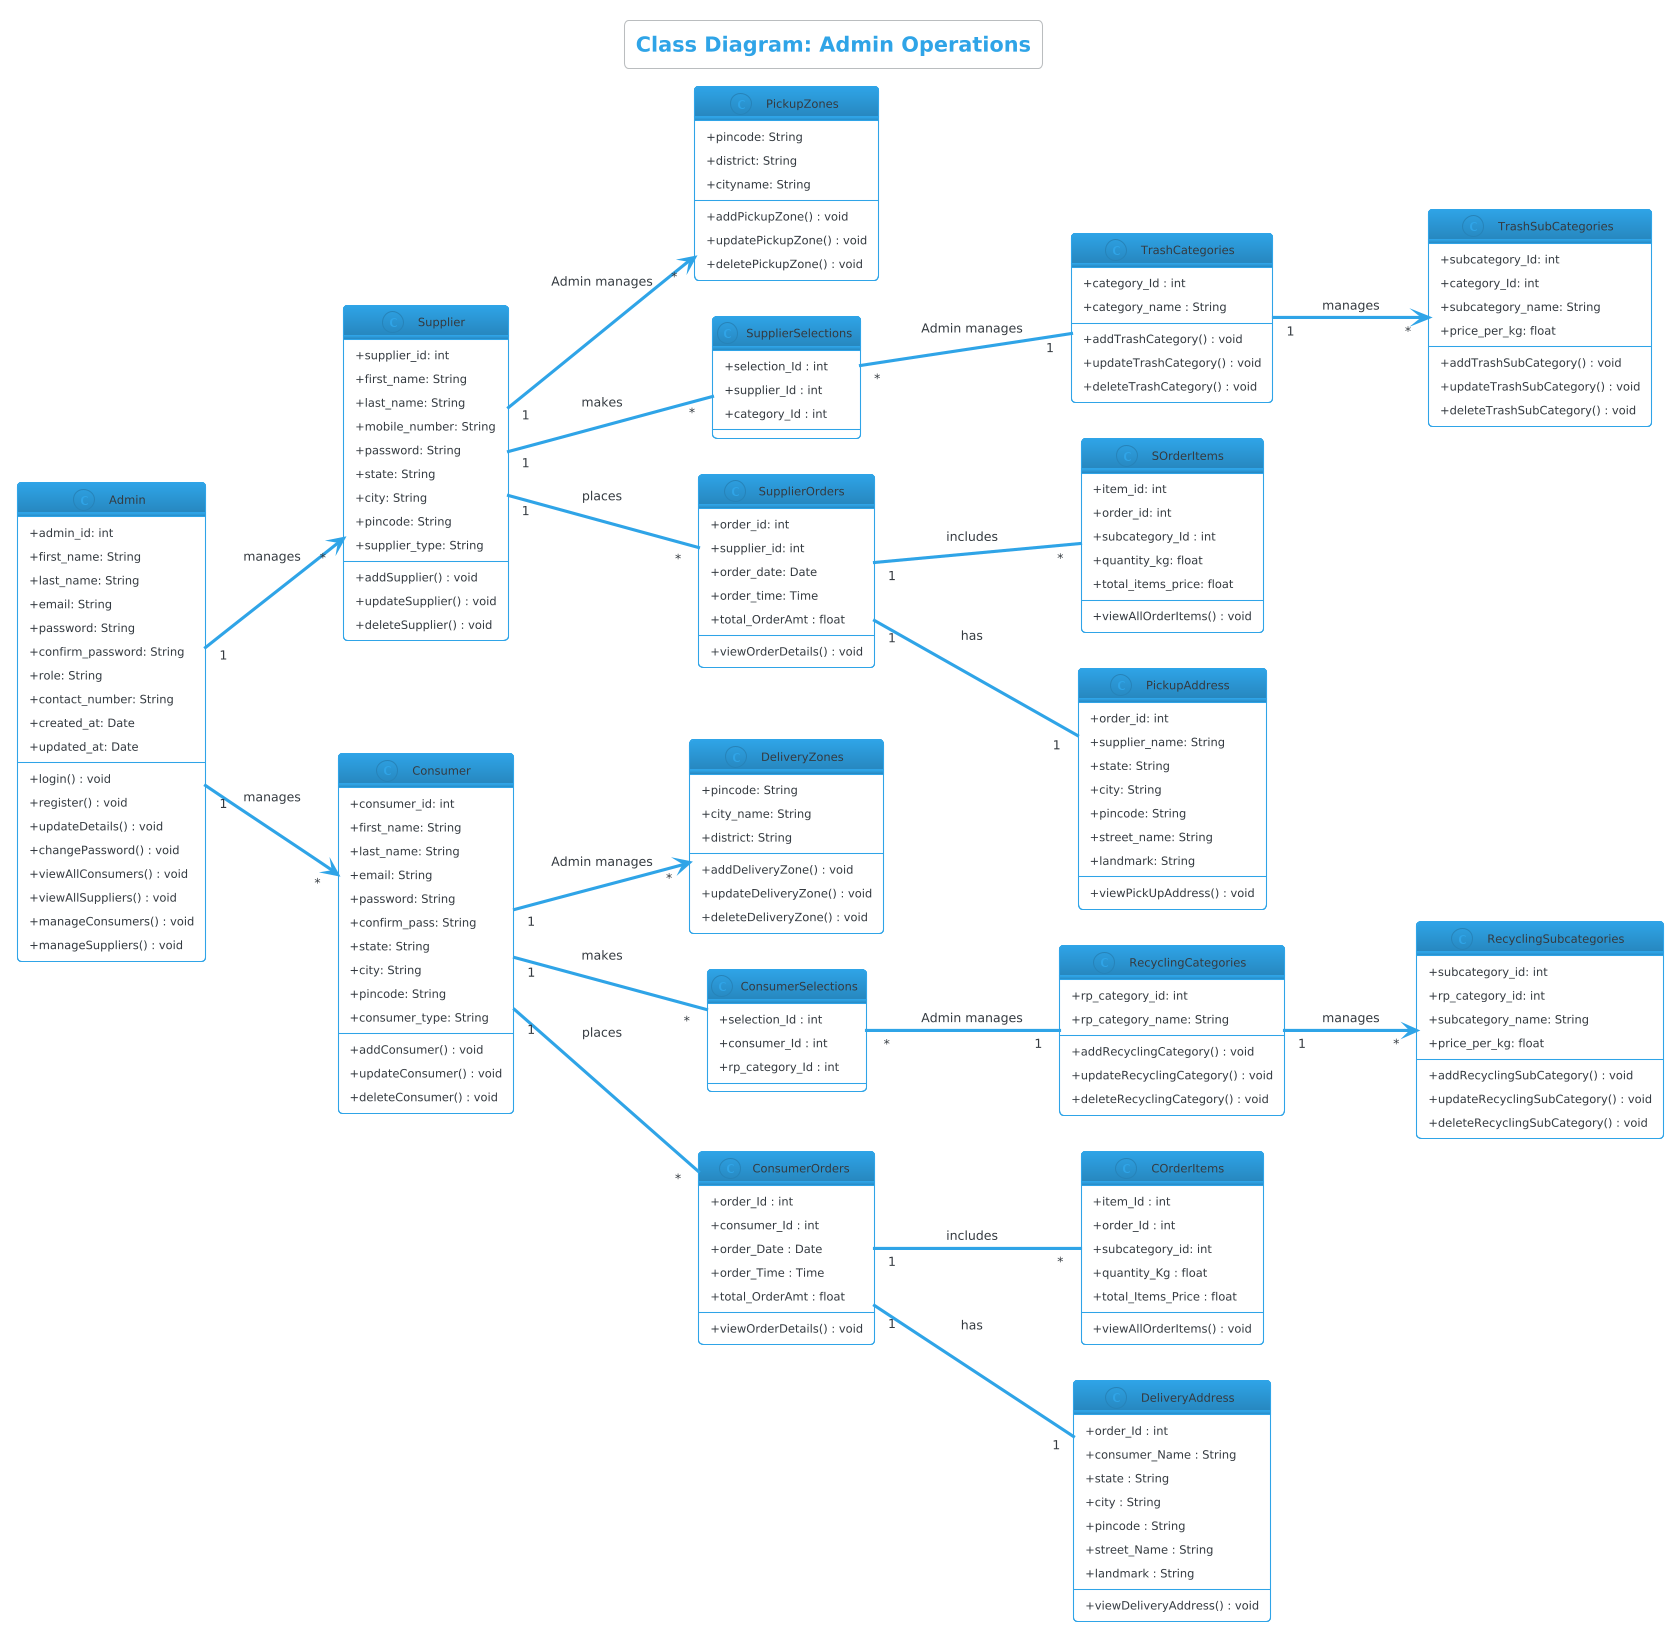 Class Diagram: Admin Operations
C Admin
+admin_id: int
+first_name: String
+last_name: String
+email: String
+password: String
+confirm_password: String
+role: String
+contact_number: String
+created_at: Date
+updated_at: Date
+login() : void
+register() : void
+updateDetails() : void
+changePassword() : void
+viewAllConsumers() : void
+viewAllSuppliers() : void
+manageConsumers() : void
+manageSuppliers() : void
1
manages
*
1
manages
*
C Supplier
+supplier_id: int
+first_name: String
+last_name: String
+mobile_number: String
+password: String
+state: String
+city: String
+pincode: String
+supplier_type: String
+addSupplier() : void
+updateSupplier() : void
+deleteSupplier() : void
1
Admin manages
*
1
makes
*
1
places
*
C Consumer
+consumer_id: int
+first_name: String
+last_name: String
+email: String
+password: String
+confirm_pass: String
+state: String
+city: String
+pincode: String
+consumer_type: String
+addConsumer() : void
+updateConsumer() : void
+deleteConsumer() : void
1
Admin manages
*
1
makes
*
1
places
*
C PickupZones
+pincode: String
+district: String
+cityname: String
+addPickupZone() : void
+updatePickupZone() : void
+deletePickupZone() : void
C SupplierSelections
+selection_Id : int
+supplier_Id : int
+category_Id : int
*
Admin manages
1
C SupplierOrders
+order_id: int
+supplier_id: int
+order_date: Date
+order_time: Time
+total_OrderAmt : float
+viewOrderDetails() : void
1
includes
*
1
has
1
C DeliveryZones
+pincode: String
+city_name: String
+district: String
+addDeliveryZone() : void
+updateDeliveryZone() : void
+deleteDeliveryZone() : void
C ConsumerSelections
+selection_Id : int
+consumer_Id : int
+rp_category_Id : int
*
Admin manages
1
C ConsumerOrders
+order_Id : int
+consumer_Id : int
+order_Date : Date
+order_Time : Time
+total_OrderAmt : float
+viewOrderDetails() : void
1
includes
*
1
has
1
C TrashCategories
+category_Id : int
+category_name : String
+addTrashCategory() : void
+updateTrashCategory() : void
+deleteTrashCategory() : void
1
manages
*
C SOrderItems
+item_id: int
+order_id: int
+subcategory_Id : int
+quantity_kg: float
+total_items_price: float
+viewAllOrderItems() : void
C PickupAddress
+order_id: int
+supplier_name: String
+state: String
+city: String
+pincode: String
+street_name: String
+landmark: String
+viewPickUpAddress() : void
C RecyclingCategories
+rp_category_id: int
+rp_category_name: String
+addRecyclingCategory() : void
+updateRecyclingCategory() : void
+deleteRecyclingCategory() : void
1
manages
*
C COrderItems
+item_Id : int
+order_Id : int
+subcategory_id: int
+quantity_Kg : float
+total_Items_Price : float
+viewAllOrderItems() : void
C DeliveryAddress
+order_Id : int
+consumer_Name : String
+state : String
+city : String
+pincode : String
+street_Name : String
+landmark : String
+viewDeliveryAddress() : void
C TrashSubCategories
+subcategory_Id: int
+category_Id: int
+subcategory_name: String
+price_per_kg: float
+addTrashSubCategory() : void
+updateTrashSubCategory() : void
+deleteTrashSubCategory() : void
C RecyclingSubcategories
+subcategory_id: int
+rp_category_id: int
+subcategory_name: String
+price_per_kg: float
+addRecyclingSubCategory() : void
+updateRecyclingSubCategory() : void
+deleteRecyclingSubCategory() : void